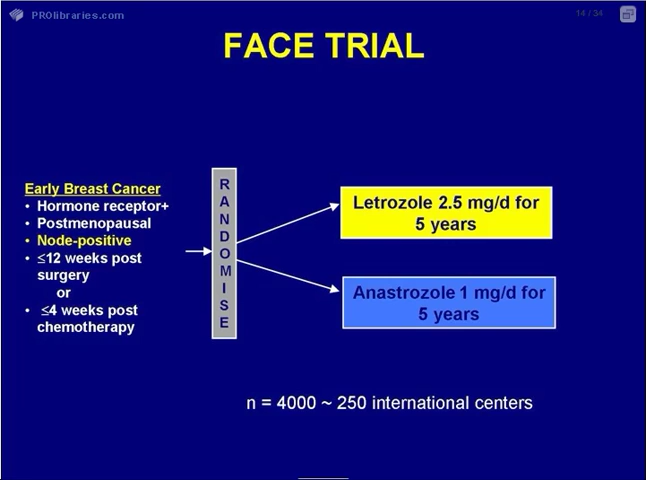 PROlibraries.com
14 / 34
FACE TRIAL
Early Breast Cancer
• Hormone receptor+
• Postmenopausal
• Node-positive
• ≤12 weeks post
surgery
or
• ≤4 weeks post
chemotherapy
RANDOMISE
Letrozole 2.5 mg/d for
5 years
Anastrozole 1 mg/d for
5 years
n = 4000 ~ 250 international centers